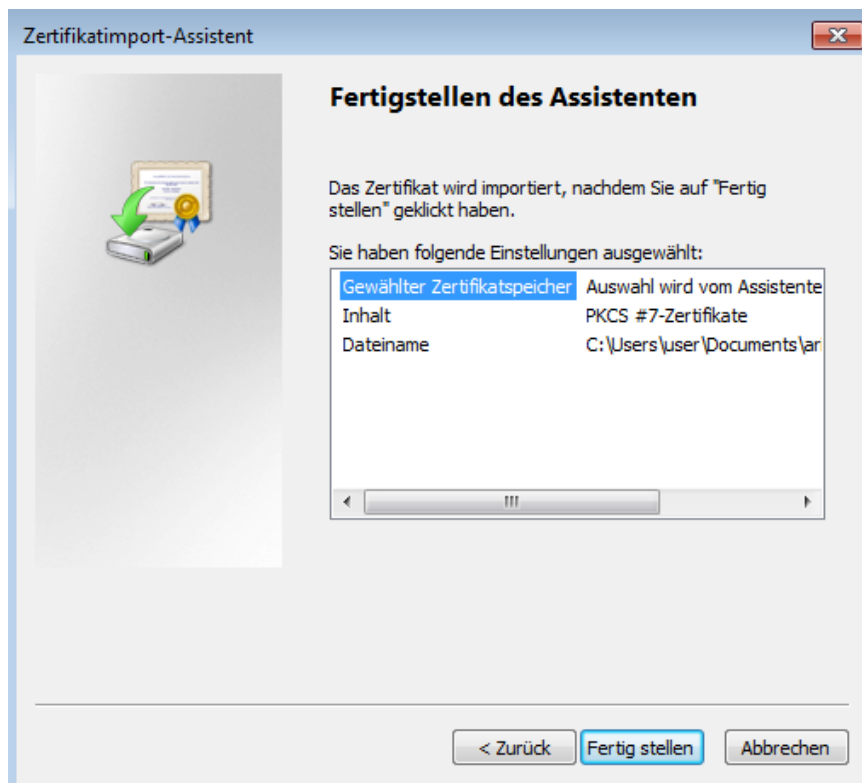 Zertifikatimport-Assistent
Fertigstellen des Assistenten
Das Zertifikat wird importiert, nachdem Sie auf "Fertig
stellen" geklickt haben.
Sie haben folgende Einstellungen ausgewählt:
Gewählter Zertifikatspeicher Auswahl wird vom Assistente
Inhalt PKCS #7-Zertifikate
Dateiname C:\Users\user\Documents\ar
< Zurück Fertig stellen Abbrechen